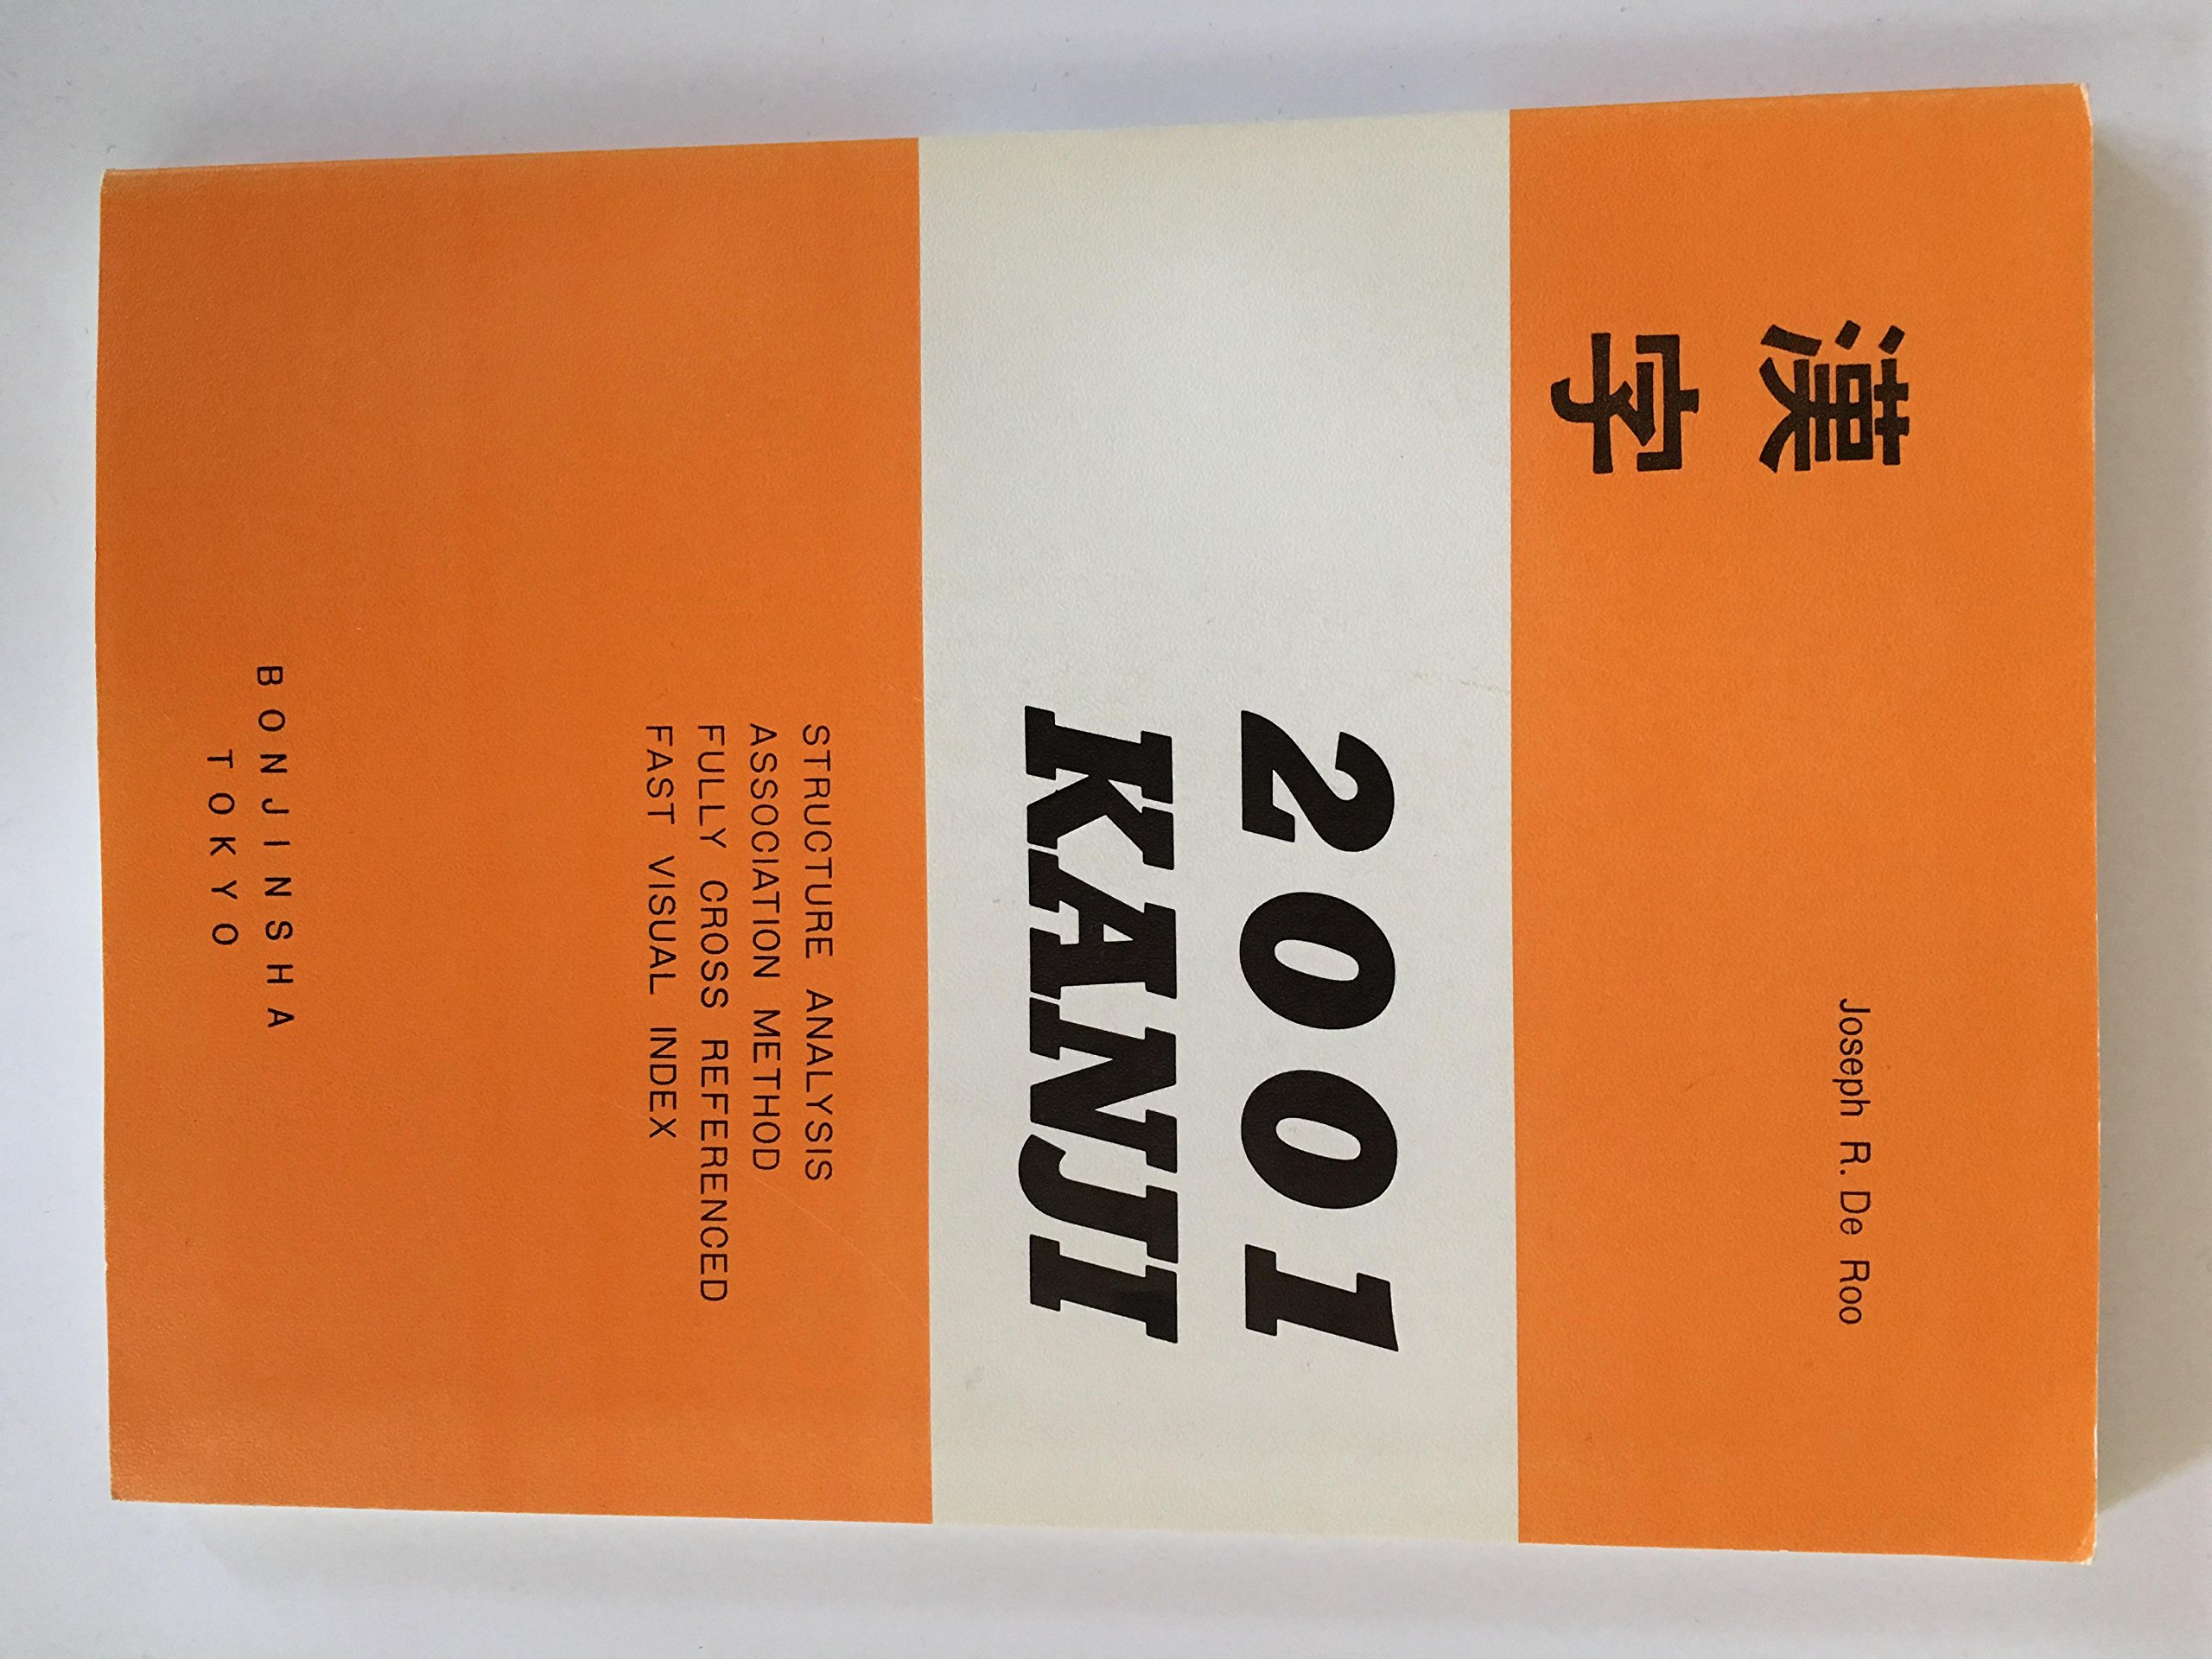 漢字
Joseph R. De Roo
2001
KANJI
STRUCTURE ANALYSIS
ASSOCIATION METHOD
FULLY CROSS REFERENCED
FAST VISUAL INDEX
BONJINSHA
TOKYO